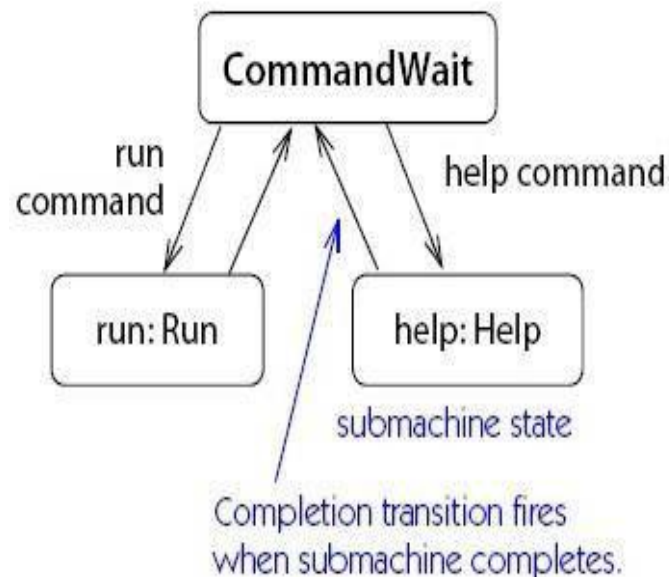 CommandWait
run
command
help command
run: Run
help: Help
submachine state
Completion transition fires
when submachine completes.